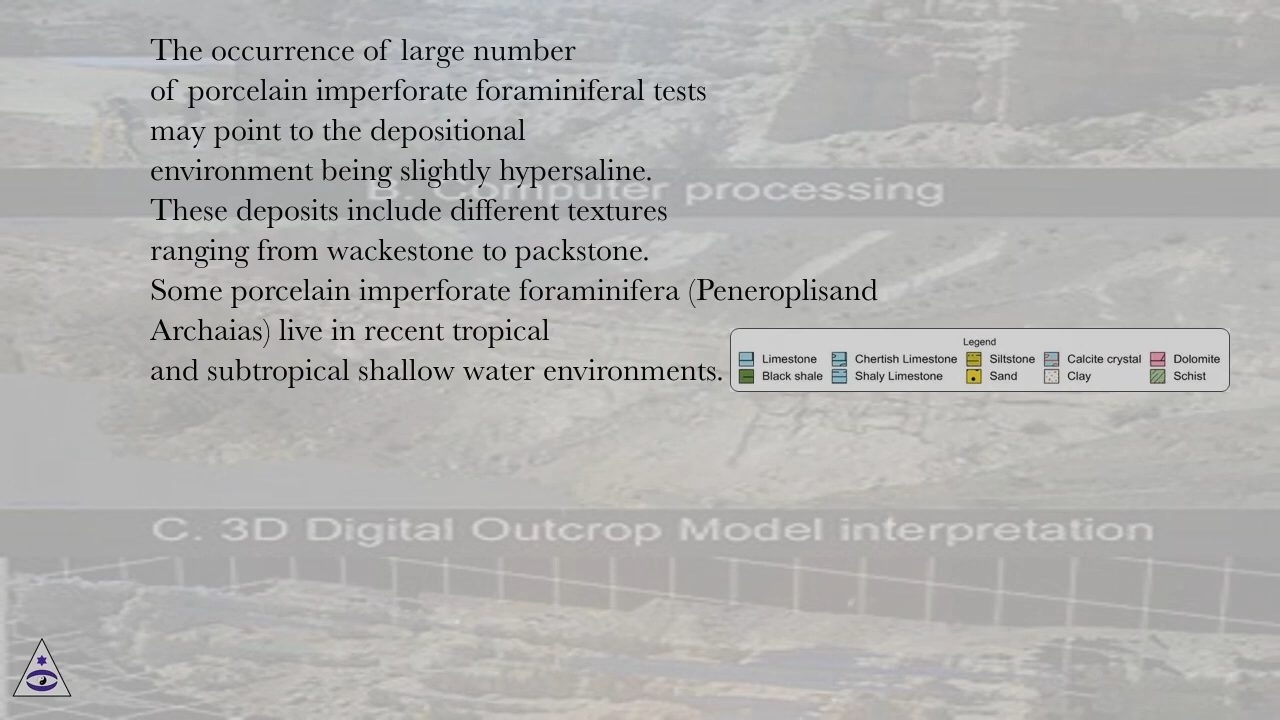 The occurrence of large number
of porcelain imperforate foraminiferal tests
may point to the depositional
environment being slightly hypersaline.
B. Computer processing
These deposits include different textures
ranging from wackestone to packstone.
Some porcelain imperforate foraminifera (Peneroplisand
Archaias) live in recent tropical
and subtropical shallow water environments.
Legend
Limestone Chertish Limestone Siltstone Calcite crystal Dolomite
Black shale Shaly Limestone Sand Clay Schist
C. 3D Digital Outcrop Model interpretation